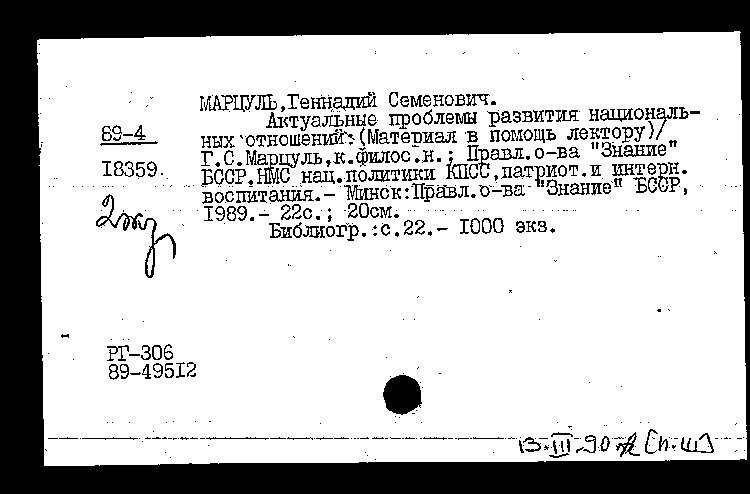 МАРЦУЛЬ,Геннадий Семенович.
Актуальные проблемы развития националь-
ных отношений:(Материал в помощь лектору)/
Г.С.Марцуль,к.филос.н.; Правл.о-ва "Знание"
БССР.НМС нац.политики КПСС,патриот.и интерн.
воспитания.- Минск:Правл.о-ва "Знание" БССР,
1989.- 22с.; 20см.
Библиогр.:с.22.- 1000 экз.
89-4
18359.
2экз
РГ-306
89-49512
13.III.90 [п.ш]